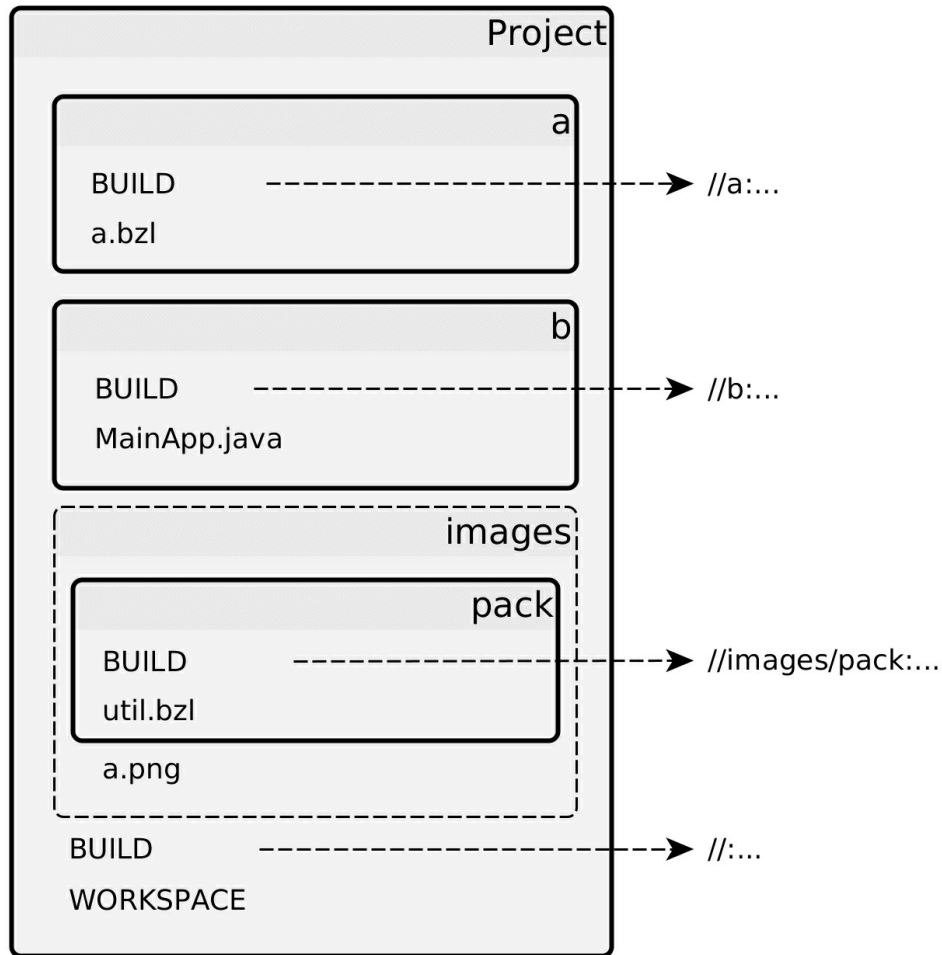 Project
a
BUILD //a:...
a.bzl
b
BUILD //b:...
MainApp.java
images
pack
BUILD //images/pack:...
util.bzl
a.png
BUILD //:...
WORKSPACE